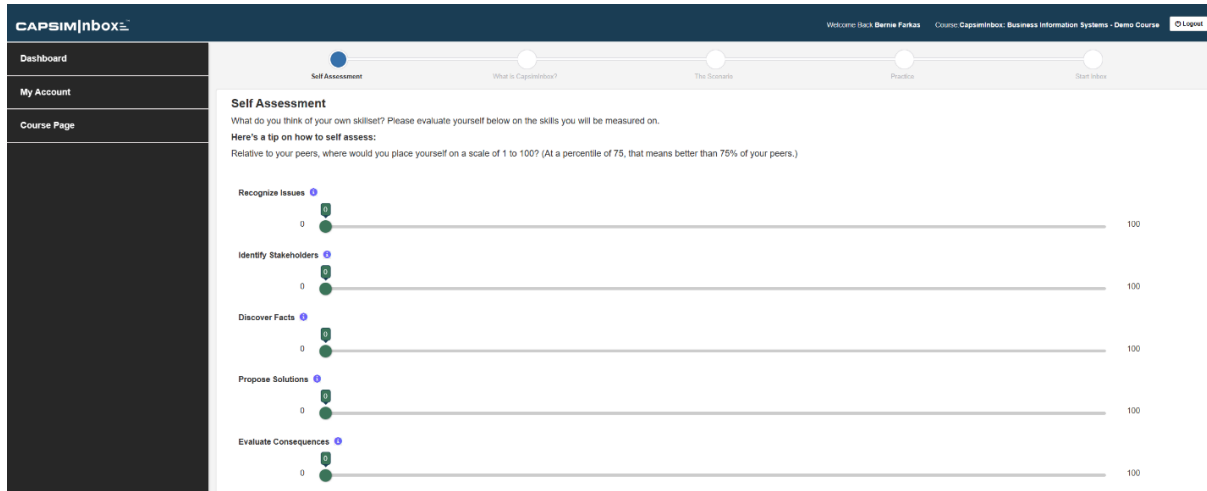 CAPSIM|nbox
Welcome Back Bernie Farkas Course: CapsimInbox: Business Information Systems - Demo Course Logout
Dashboard
My Account
Course Page
Self Assessment What is CapsimInbox? The Scenario Practice Start Inbox
Self Assessment
What do you think of your own skillset? Please evaluate yourself below on the skills you will be measured on.
Here's a tip on how to self assess:
Relative to your peers, where would you place yourself on a scale of 1 to 100? (At a percentile of 75, that means better than 75% of your peers.)
Recognize Issues
0
0 100
Identify Stakeholders
0
0 100
Discover Facts
0
0 100
Propose Solutions
0
0 100
Evaluate Consequences
0
0 100